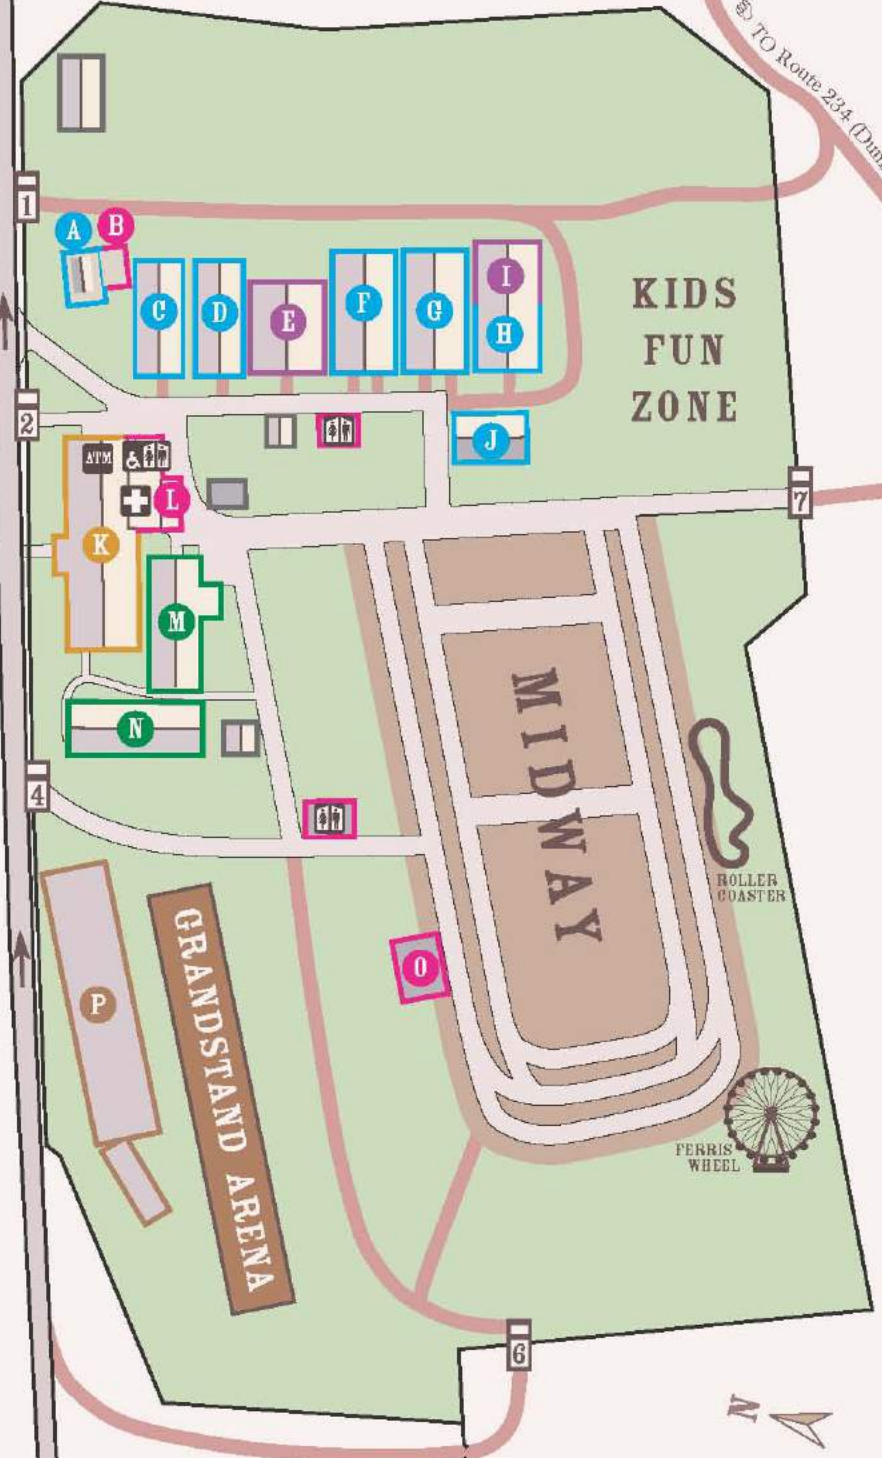 TO Route 234 (Dum
1
A
B
C
D
E
F
G
I
H
KIDS
FUN
ZONE
2
J
ATM
L
K
7
M
N
MIDWAY
4
ROLLER
COASTER
GRANDSTAND ARENA
O
P
FERRIS
WHEEL
6
N